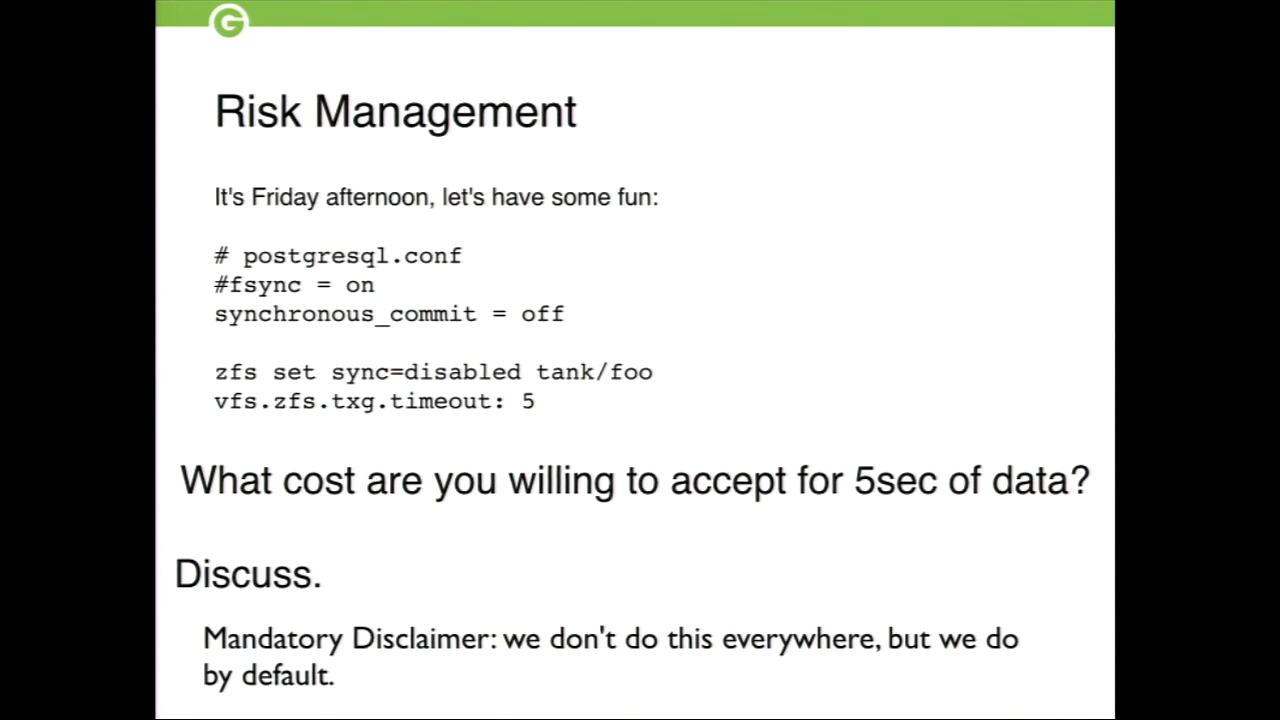 G
Risk Management
It's Friday afternoon, let's have some fun:
# postgresql.conf
#fsync = on
synchronous_commit = off
zfs set sync=disabled tank/foo
vfs.zfs.txg.timeout: 5
What cost are you willing to accept for 5sec of data?
Discuss.
Mandatory Disclaimer: we don't do this everywhere, but we do
by default.